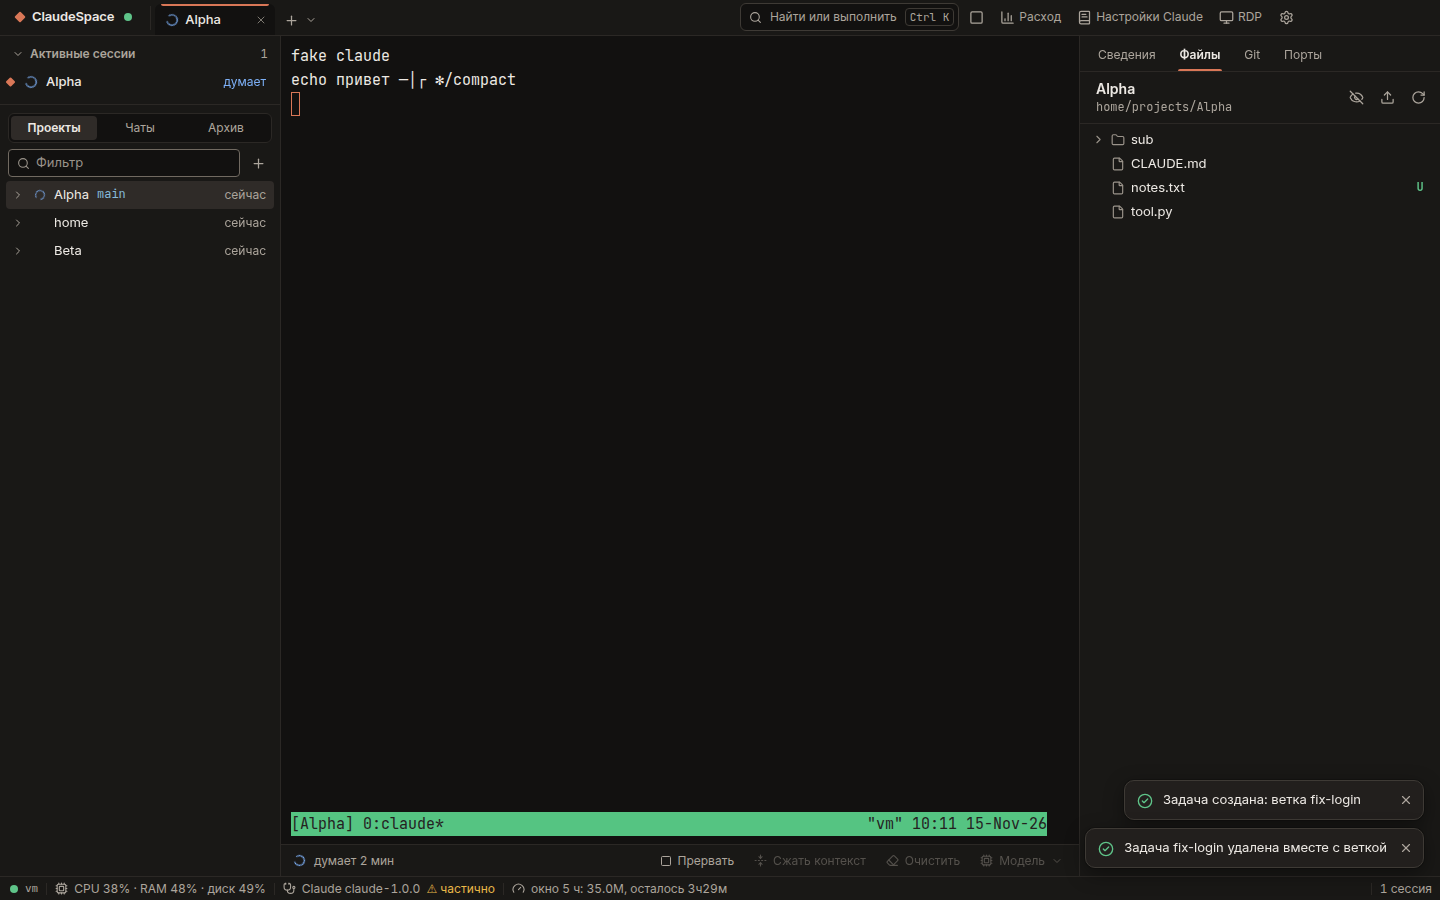 ClaudeSpace
Alpha
Найти или выполнить Ctrl K
Расход
Настройки Claude
RDP
Активные сессии 1
Alpha думает
Проекты Чаты Архив
Фильтр
Alpha main сейчас
home сейчас
Beta сейчас
fake claude
echo привет ─│┌ ✻/compact
[Alpha] 0:claude* "vm" 10:11 15-Nov-26
думает 2 мин
Прервать
Сжать контекст
Очистить
Модель
Сведения Файлы Git Порты
Alpha
home/projects/Alpha
sub
CLAUDE.md
notes.txt U
tool.py
Задача создана: ветка fix-login
Задача fix-login удалена вместе с веткой
vm CPU 38% · RAM 48% · диск 49% Claude claude-1.0.0 ⚠ частично окно 5 ч: 35.0M, осталось 3ч29м 1 сессия